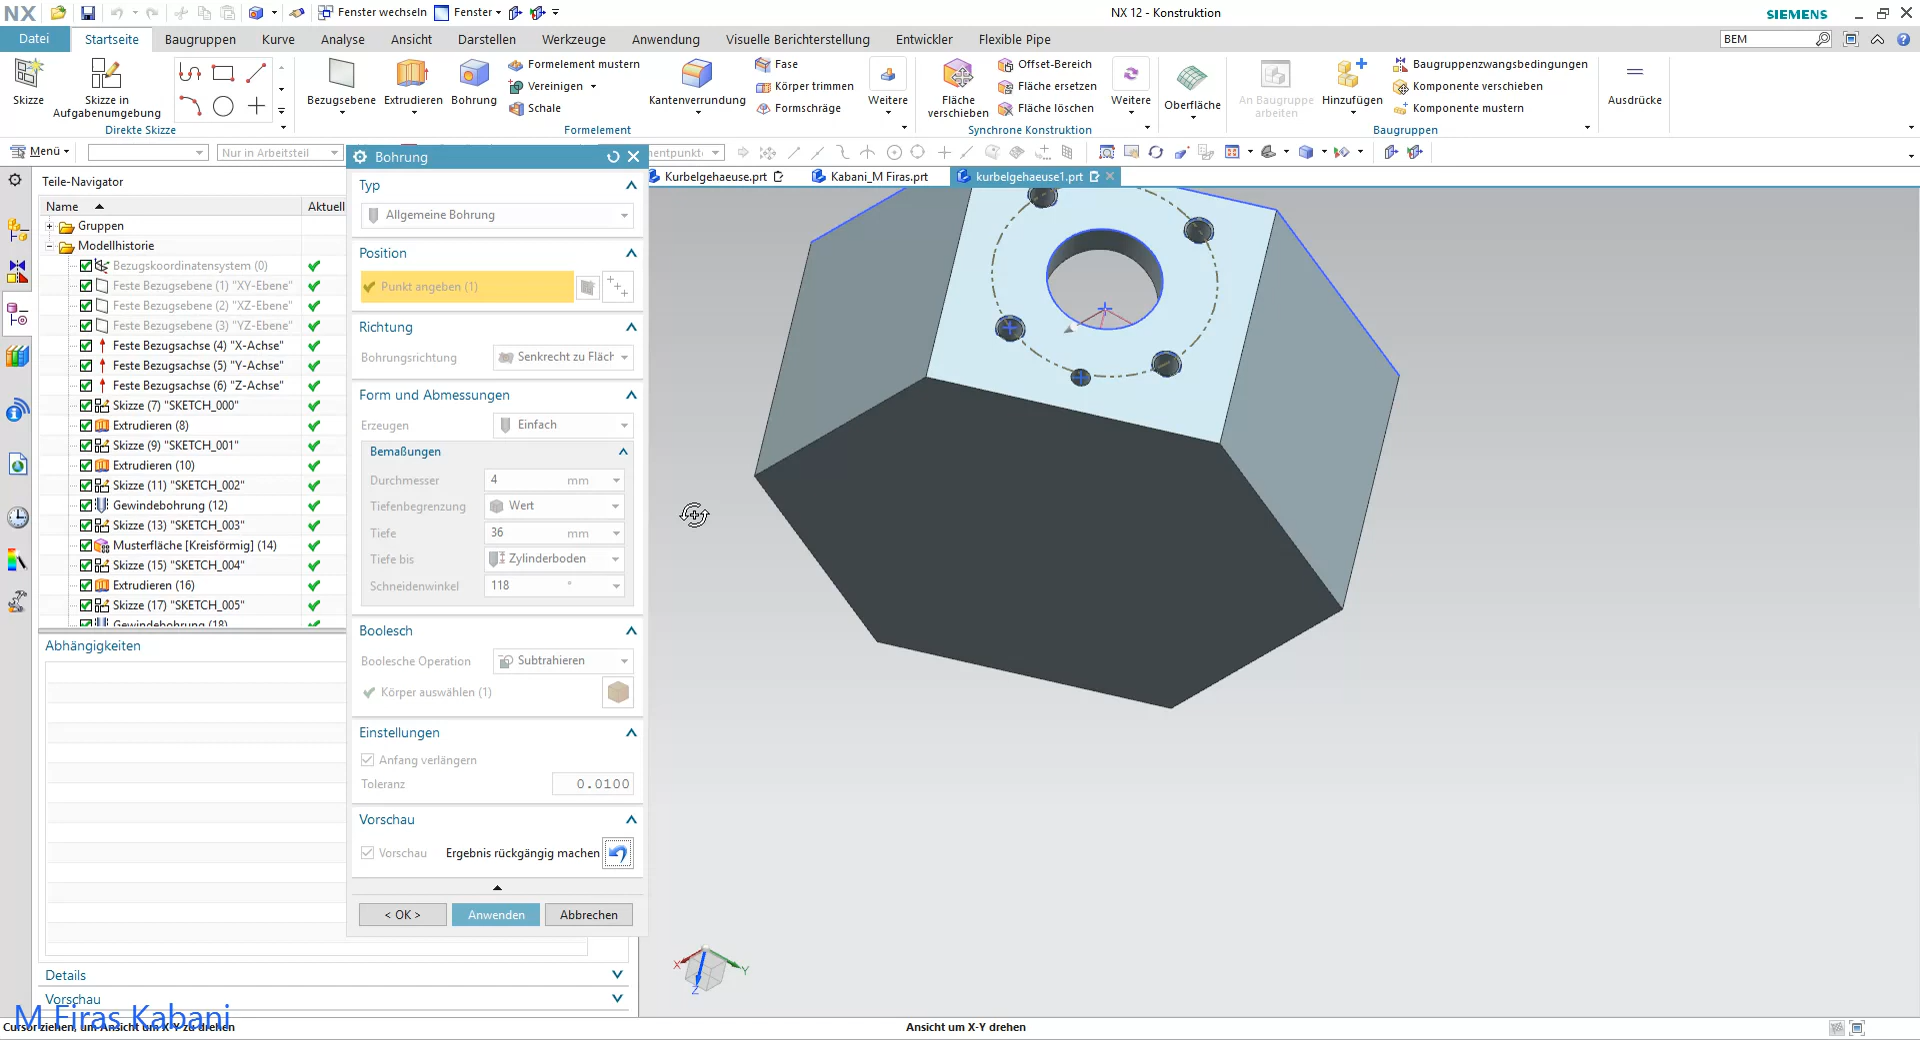 NX
Fenster wechseln
Fenster
NX 12 - Konstruktion
SIEMENS
Datei
Startseite
Baugruppen
Kurve
Analyse
Ansicht
Darstellen
Werkzeuge
Anwendung
Visuelle Berichterstellung
Entwickler
Flexible Pipe
BEM
Skizze
Skizze in
Aufgabenumgebung
Direkte Skizze
Bezugsebene
Extrudieren
Bohrung
Formelement mustern
Vereinigen
Schale
Kantenverrundung
Fase
Körper trimmen
Formschräge
Weitere
Formelement
Fläche
verschieben
Offset-Bereich
Fläche ersetzen
Fläche löschen
Weitere
Synchrone Konstruktion
Oberfläche
An Baugruppe
arbeiten
Hinzufügen
Baugruppenzwangsbedingungen
Komponente verschieben
Komponente mustern
Baugruppen
Ausdrücke
Menü
Nur in Arbeitsteil
Kurbelgehaeuse.prt
Kabani_M Firas.prt
kurbelgehaeuse1.prt
Teile-Navigator
Name
Aktuell
Gruppen
Modellhistorie
Bezugskoordinatensystem (0)
Feste Bezugsebene (1) "XY-Ebene"
Feste Bezugsebene (2) "XZ-Ebene"
Feste Bezugsebene (3) "YZ-Ebene"
Feste Bezugsachse (4) "X-Achse"
Feste Bezugsachse (5) "Y-Achse"
Feste Bezugsachse (6) "Z-Achse"
Skizze (7) "SKETCH_000"
Extrudieren (8)
Skizze (9) "SKETCH_001"
Extrudieren (10)
Skizze (11) "SKETCH_002"
Gewindebohrung (12)
Skizze (13) "SKETCH_003"
Musterfläche [Kreisförmig] (14)
Skizze (15) "SKETCH_004"
Extrudieren (16)
Skizze (17) "SKETCH_005"
Gewindebohrung (18)
Abhängigkeiten
Details
Vorschau
Bohrung
Typ
Allgemeine Bohrung
Position
Punkt angeben (1)
Richtung
Bohrungsrichtung
Senkrecht zu Fläch
Form und Abmessungen
Erzeugen
Einfach
Bemaßungen
Durchmesser
4 mm
Tiefenbegrenzung
Wert
Tiefe
36 mm
Tiefe bis
Zylinderboden
Schneidenwinkel
118 °
Boolesch
Boolesche Operation
Subtrahieren
Körper auswählen (1)
Einstellungen
Anfang verlängern
Toleranz
0.0100
Vorschau
Vorschau
Ergebnis rückgängig machen
< OK >
Anwenden
Abbrechen
X
Y
Z
M Firas Kabani
Cursor ziehen, um Ansicht um X-Y zu drehen
Ansicht um X-Y drehen